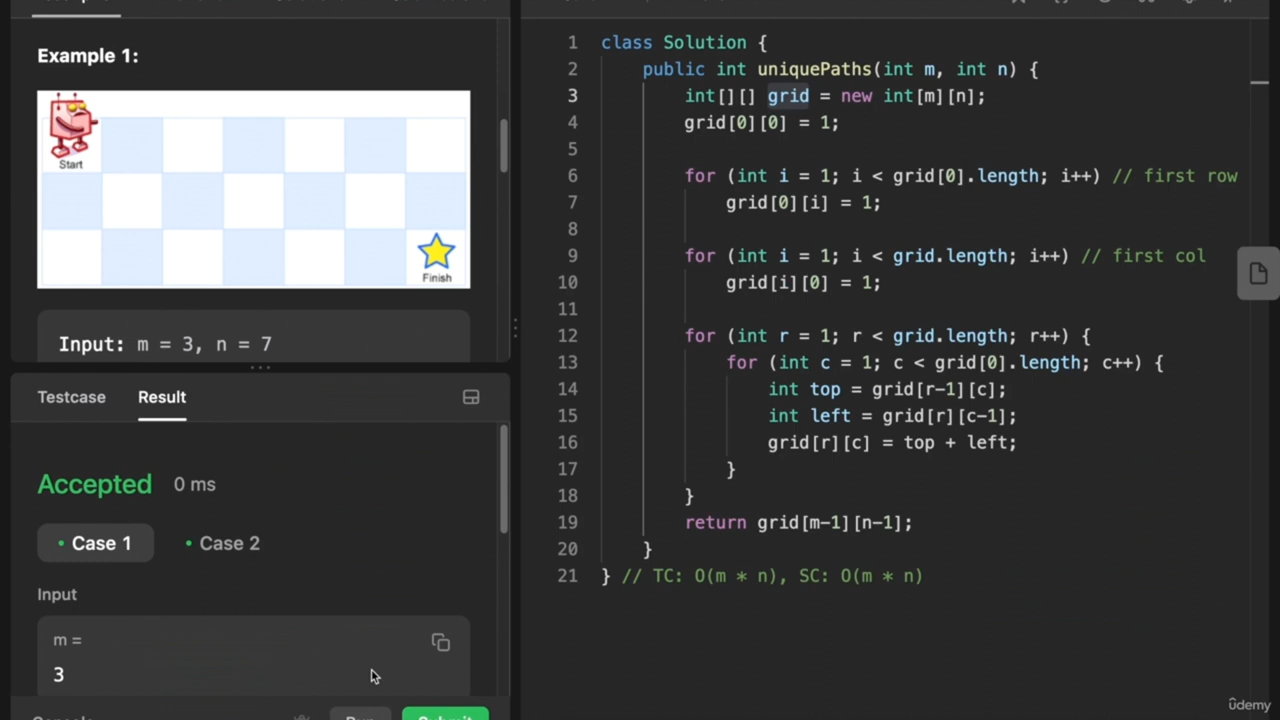 Example 1:
Start
Finish
Input: m = 3, n = 7
Testcase
Result
Accepted
0 ms
• Case 1
• Case 2
Input
m =
3
1 class Solution {
2 public int uniquePaths(int m, int n) {
3 int[][] grid = new int[m][n];
4 grid[0][0] = 1;
5
6 for (int i = 1; i < grid[0].length; i++) // first row
7 grid[0][i] = 1;
8
9 for (int i = 1; i < grid.length; i++) // first col
10 grid[i][0] = 1;
11
12 for (int r = 1; r < grid.length; r++) {
13 for (int c = 1; c < grid[0].length; c++) {
14 int top = grid[r-1][c];
15 int left = grid[r][c-1];
16 grid[r][c] = top + left;
17 }
18 }
19 return grid[m-1][n-1];
20 }
21 } // TC: O(m * n), SC: O(m * n)
ûdemy